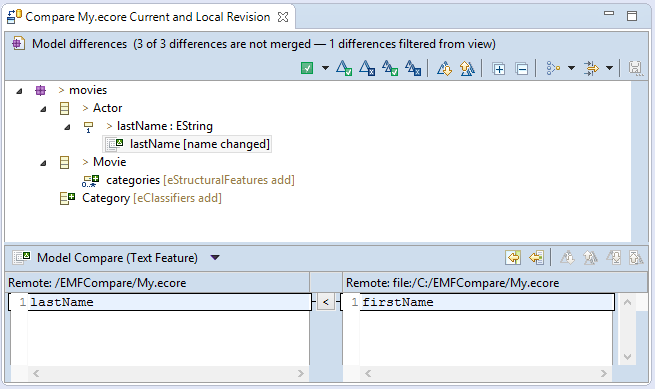 Compare My.ecore Current and Local Revision
Model differences (3 of 3 differences are not merged — 1 differences filtered from view)
> movies
> Actor
> lastName : EString
lastName [name changed]
> Movie
0..* categories [eStructuralFeatures add]
Category [eClassifiers add]
Model Compare (Text Feature)
Remote: /EMFCompare/My.ecore
Remote: file:/C:/EMFCompare/My.ecore
1 lastName
<
1 firstName